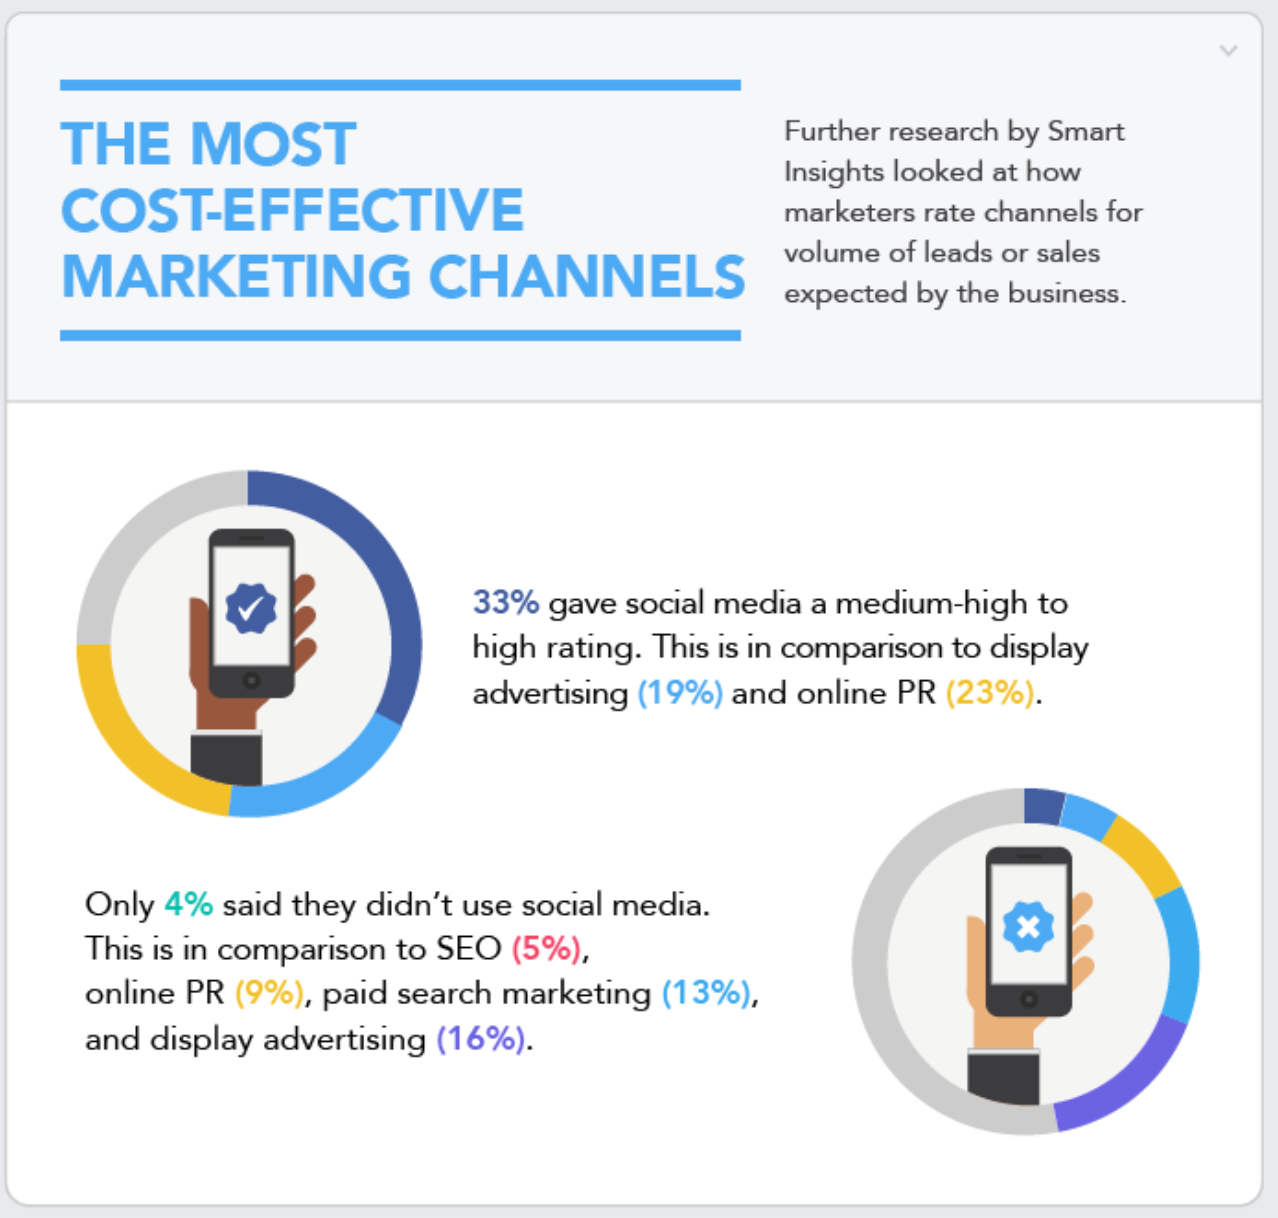 THE MOST
COST-EFFECTIVE
MARKETING CHANNELS
Further research by Smart
Insights looked at how
marketers rate channels for
volume of leads or sales
expected by the business.
33% gave social media a medium-high to
high rating. This is in comparison to display
advertising (19%) and online PR (23%).
Only 4% said they didn’t use social media.
This is in comparison to SEO (5%),
online PR (9%), paid search marketing (13%),
and display advertising (16%).